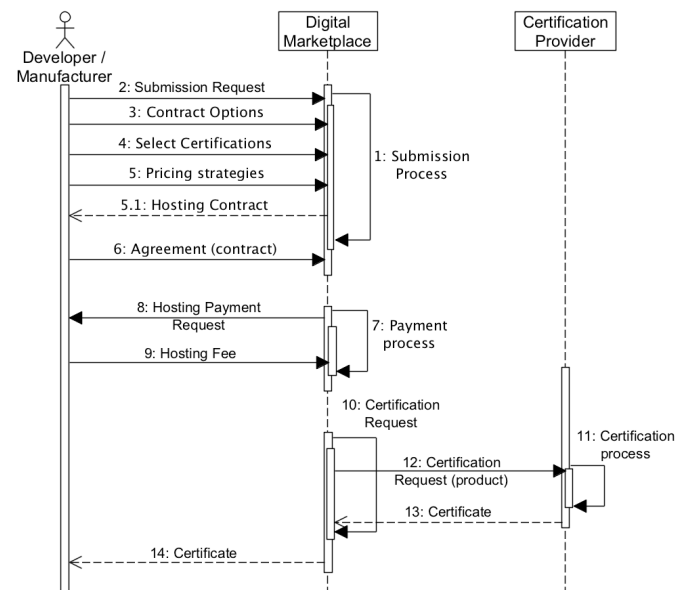 Developer /
Manufacturer
Digital
Marketplace
Certification
Provider
2: Submission Request
3: Contract Options
4: Select Certifications
5: Pricing strategies
5.1: Hosting Contract
6: Agreement (contract)
1: Submission
Process
8: Hosting Payment
Request
7: Payment
process
9: Hosting Fee
10: Certification
Request
11: Certification
process
12: Certification
Request (product)
13: Certificate
14: Certificate